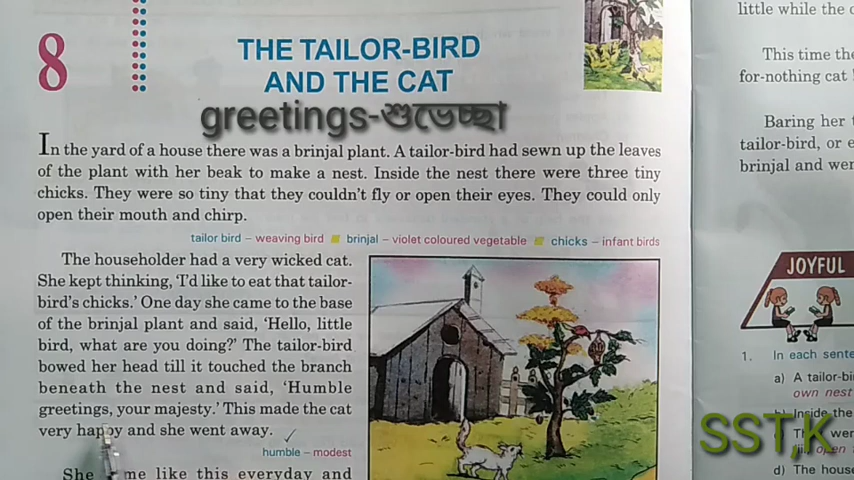 little while the
8
THE TAILOR-BIRD
AND THE CAT
greetings-শুভেচ্ছা
In the yard of a house there was a brinjal plant. A tailor-bird had sewn up the leaves
of the plant with her beak to make a nest. Inside the nest there were three tiny
chicks. They were so tiny that they couldn't fly or open their eyes. They could only
open their mouth and chirp.
tailor bird – weaving bird brinjal – violet coloured vegetable chicks – infant birds
The householder had a very wicked cat.
She kept thinking, 'I'd like to eat that tailor-
bird's chicks.' One day she came to the base
of the brinjal plant and said, 'Hello, little
bird, what are you doing?' The tailor-bird
bowed her head till it touched the branch
beneath the nest and said, 'Humble
greetings, your majesty.' This made the cat
very happy and she went away.
humble – modest
She me like this everyday and
This time the
for-nothing cat
Baring her
tailor-bird, or
brinjal and
JOYFUL
1. In each
a) A
own nest
b) Inside the
open
d) The
SST,K